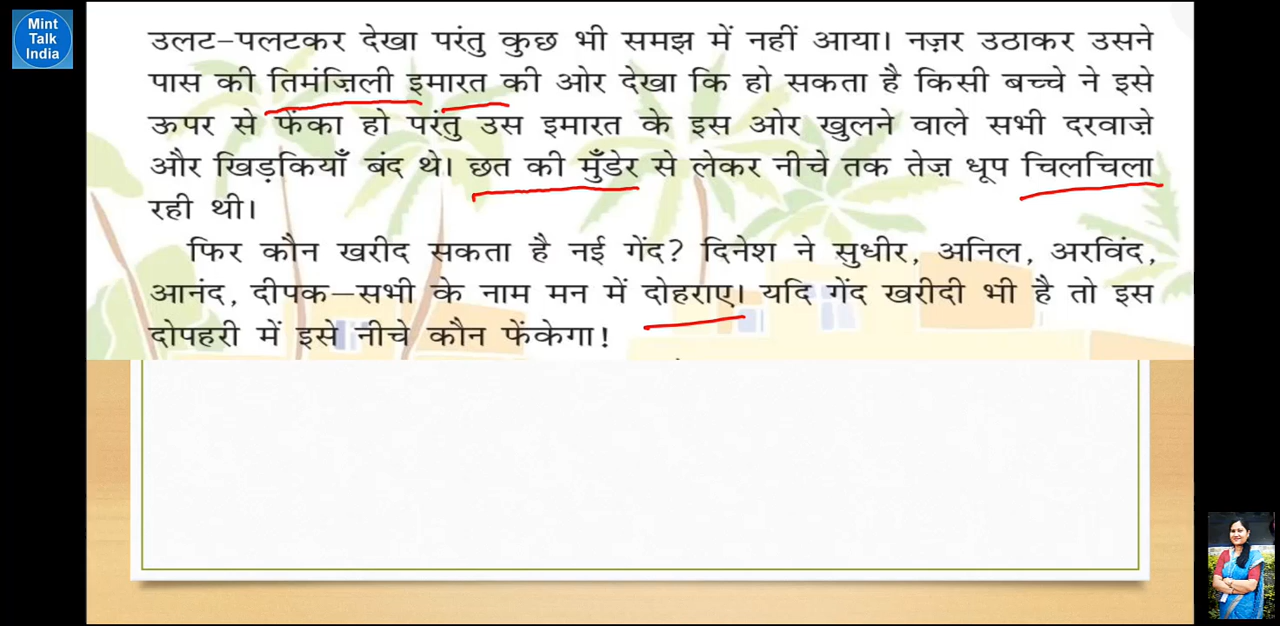 Mint
Talk
India
उलट-पलटकर देखा परंतु कुछ भी समझ में नहीं आया। नज़र उठाकर उसने
पास की तिमंज़िली इमारत की ओर देखा कि हो सकता है किसी बच्चे ने इसे
ऊपर से फेंका हो परंतु उस इमारत के इस ओर खुलने वाले सभी दरवाज़े
और खिड़कियाँ बंद थे। छत की मुँडेर से लेकर नीचे तक तेज़ धूप चिलचिला
रही थी।
फिर कौन खरीद सकता है नई गेंद? दिनेश ने सुधीर, अनिल, अरविंद,
आनंद, दीपक—सभी के नाम मन में दोहराए। यदि गेंद खरीदी भी है तो इस
दोपहरी में इसे नीचे कौन फेंकेगा!